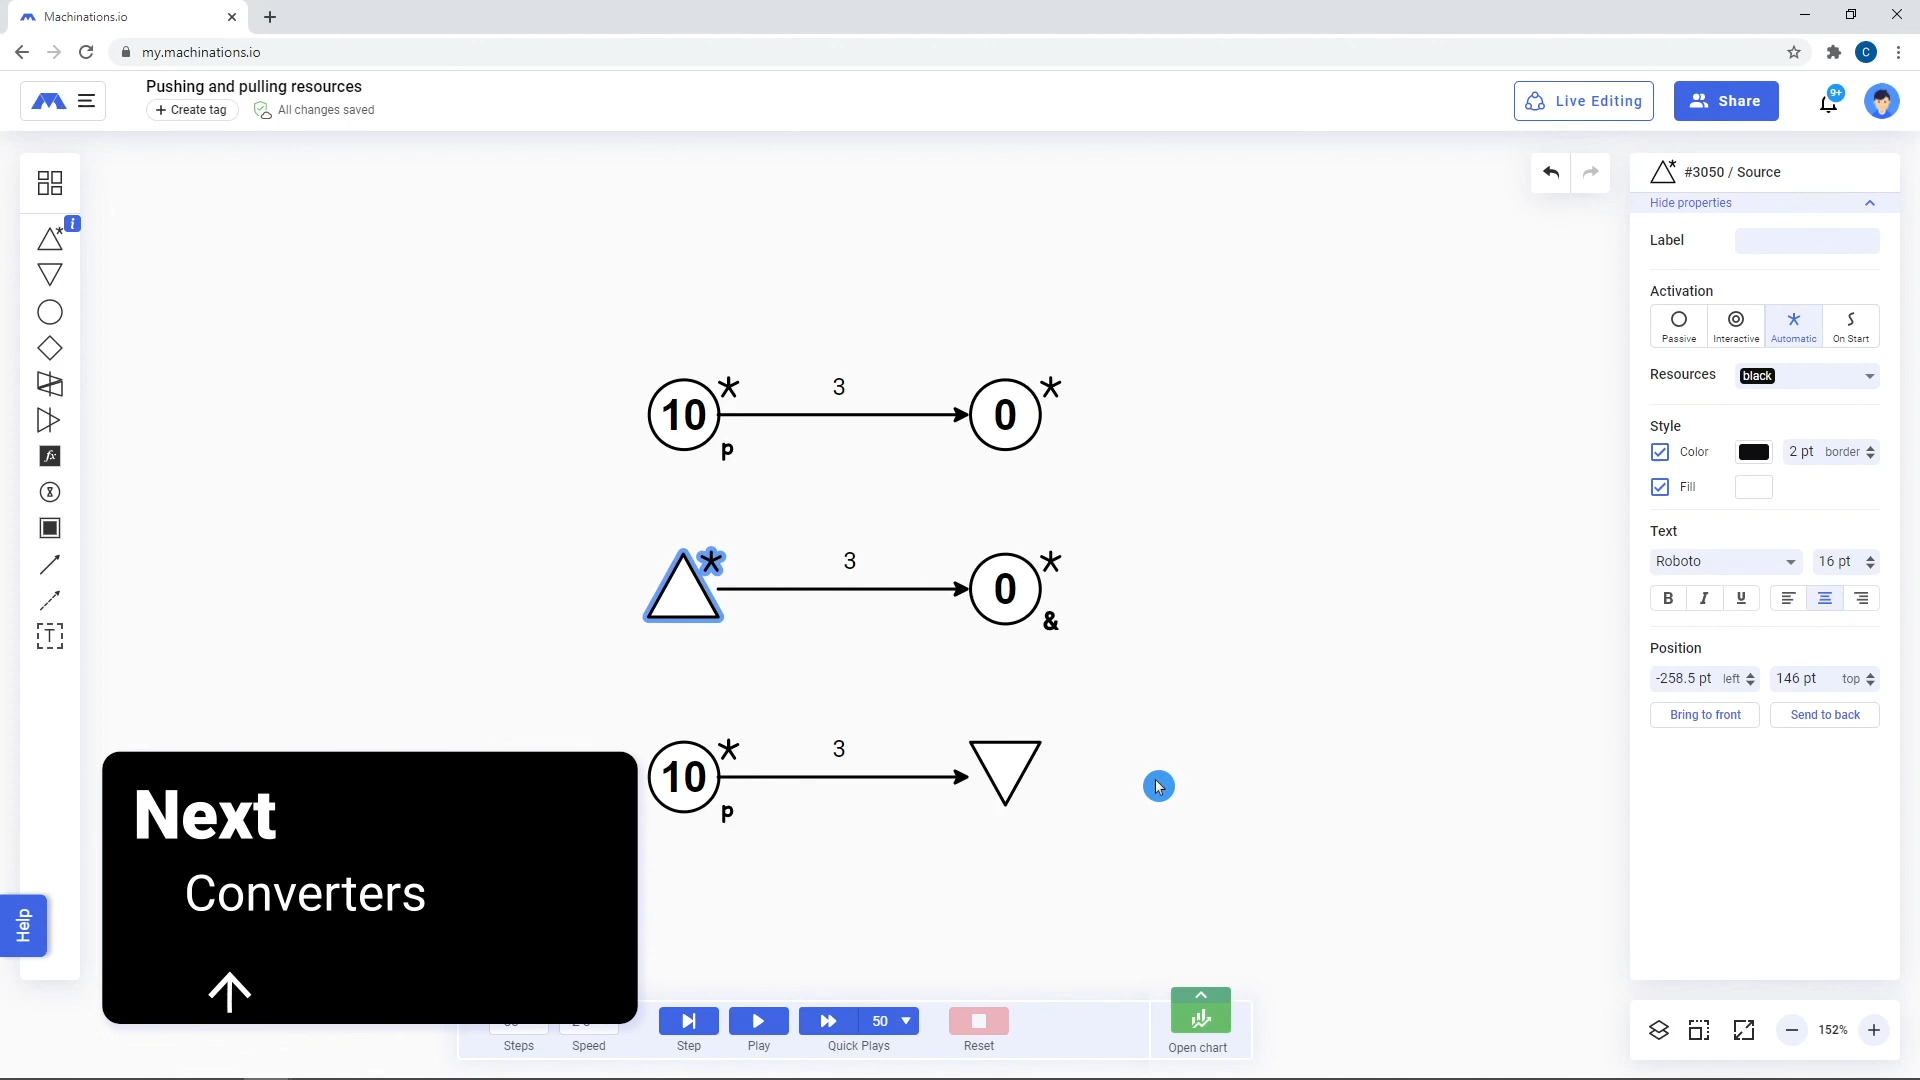 Machinations.io
my.machinations.io
C
Pushing and pulling resources
+ Create tag
All changes saved
Live Editing
Share
9+
i
fx
T
Help
10
*
p
3
0
*
*
3
0
*
&
10
*
p
3
#3050 / Source
Hide properties
Label
Activation
Passive
Interactive
Automatic
On Start
Resources
black
Style
Color
2 pt
border
Fill
Text
Roboto
16 pt
B
I
U
Position
-258.5 pt
left
146 pt
top
Bring to front
Send to back
Next
Converters
Steps
Speed
Step
Play
50
Quick Plays
Reset
Open chart
152%